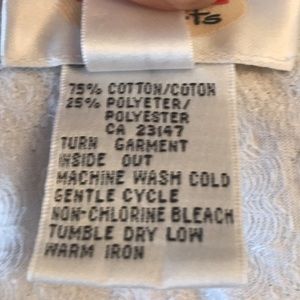 75% COTTON/COTON
25% POLYETER/
POLYESTER
CA 23147
TURN GARMENT
INSIDE OUT
MACHINE WASH COLD
GENTLE CYCLE
NON-CHLORINE BLEACH
TUMBLE DRY LOW
WARM IRON